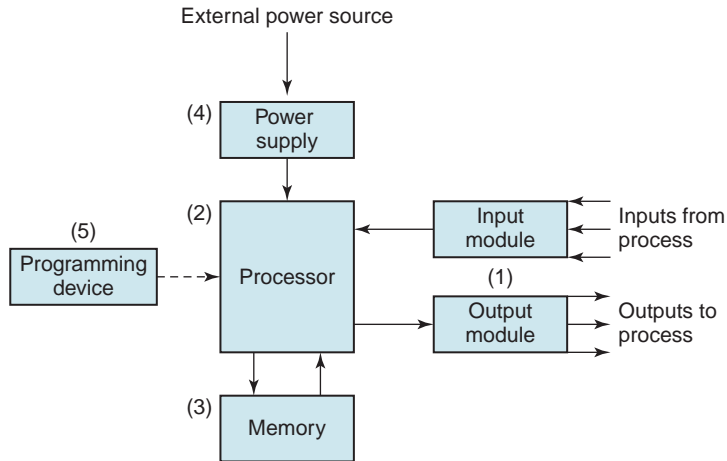 External power source
(4)
Power
supply
(2)
Processor
(5)
Programming
device
Input
module
Inputs from
process
(1)
Output
module
Outputs to
process
(3)
Memory